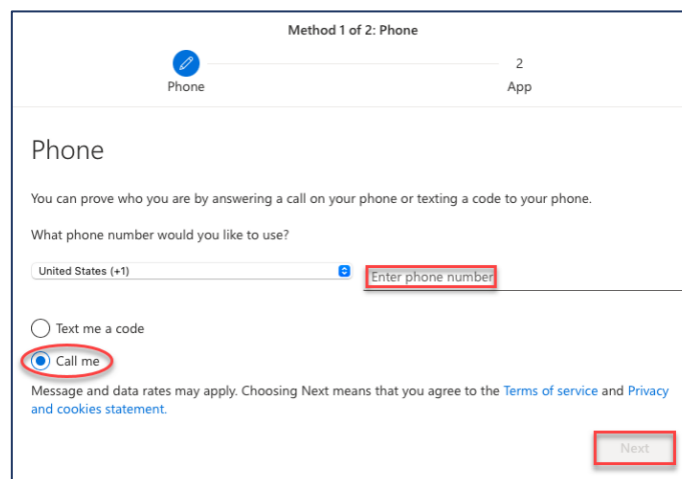 Method 1 of 2: Phone
2
Phone
App
Phone
You can prove who you are by answering a call on your phone or texting a code to your phone.
What phone number would you like to use?
United States (+1)
Enter phone number
Text me a code
Call me
Message and data rates may apply. Choosing Next means that you agree to the Terms of service and Privacy
and cookies statement.
Next